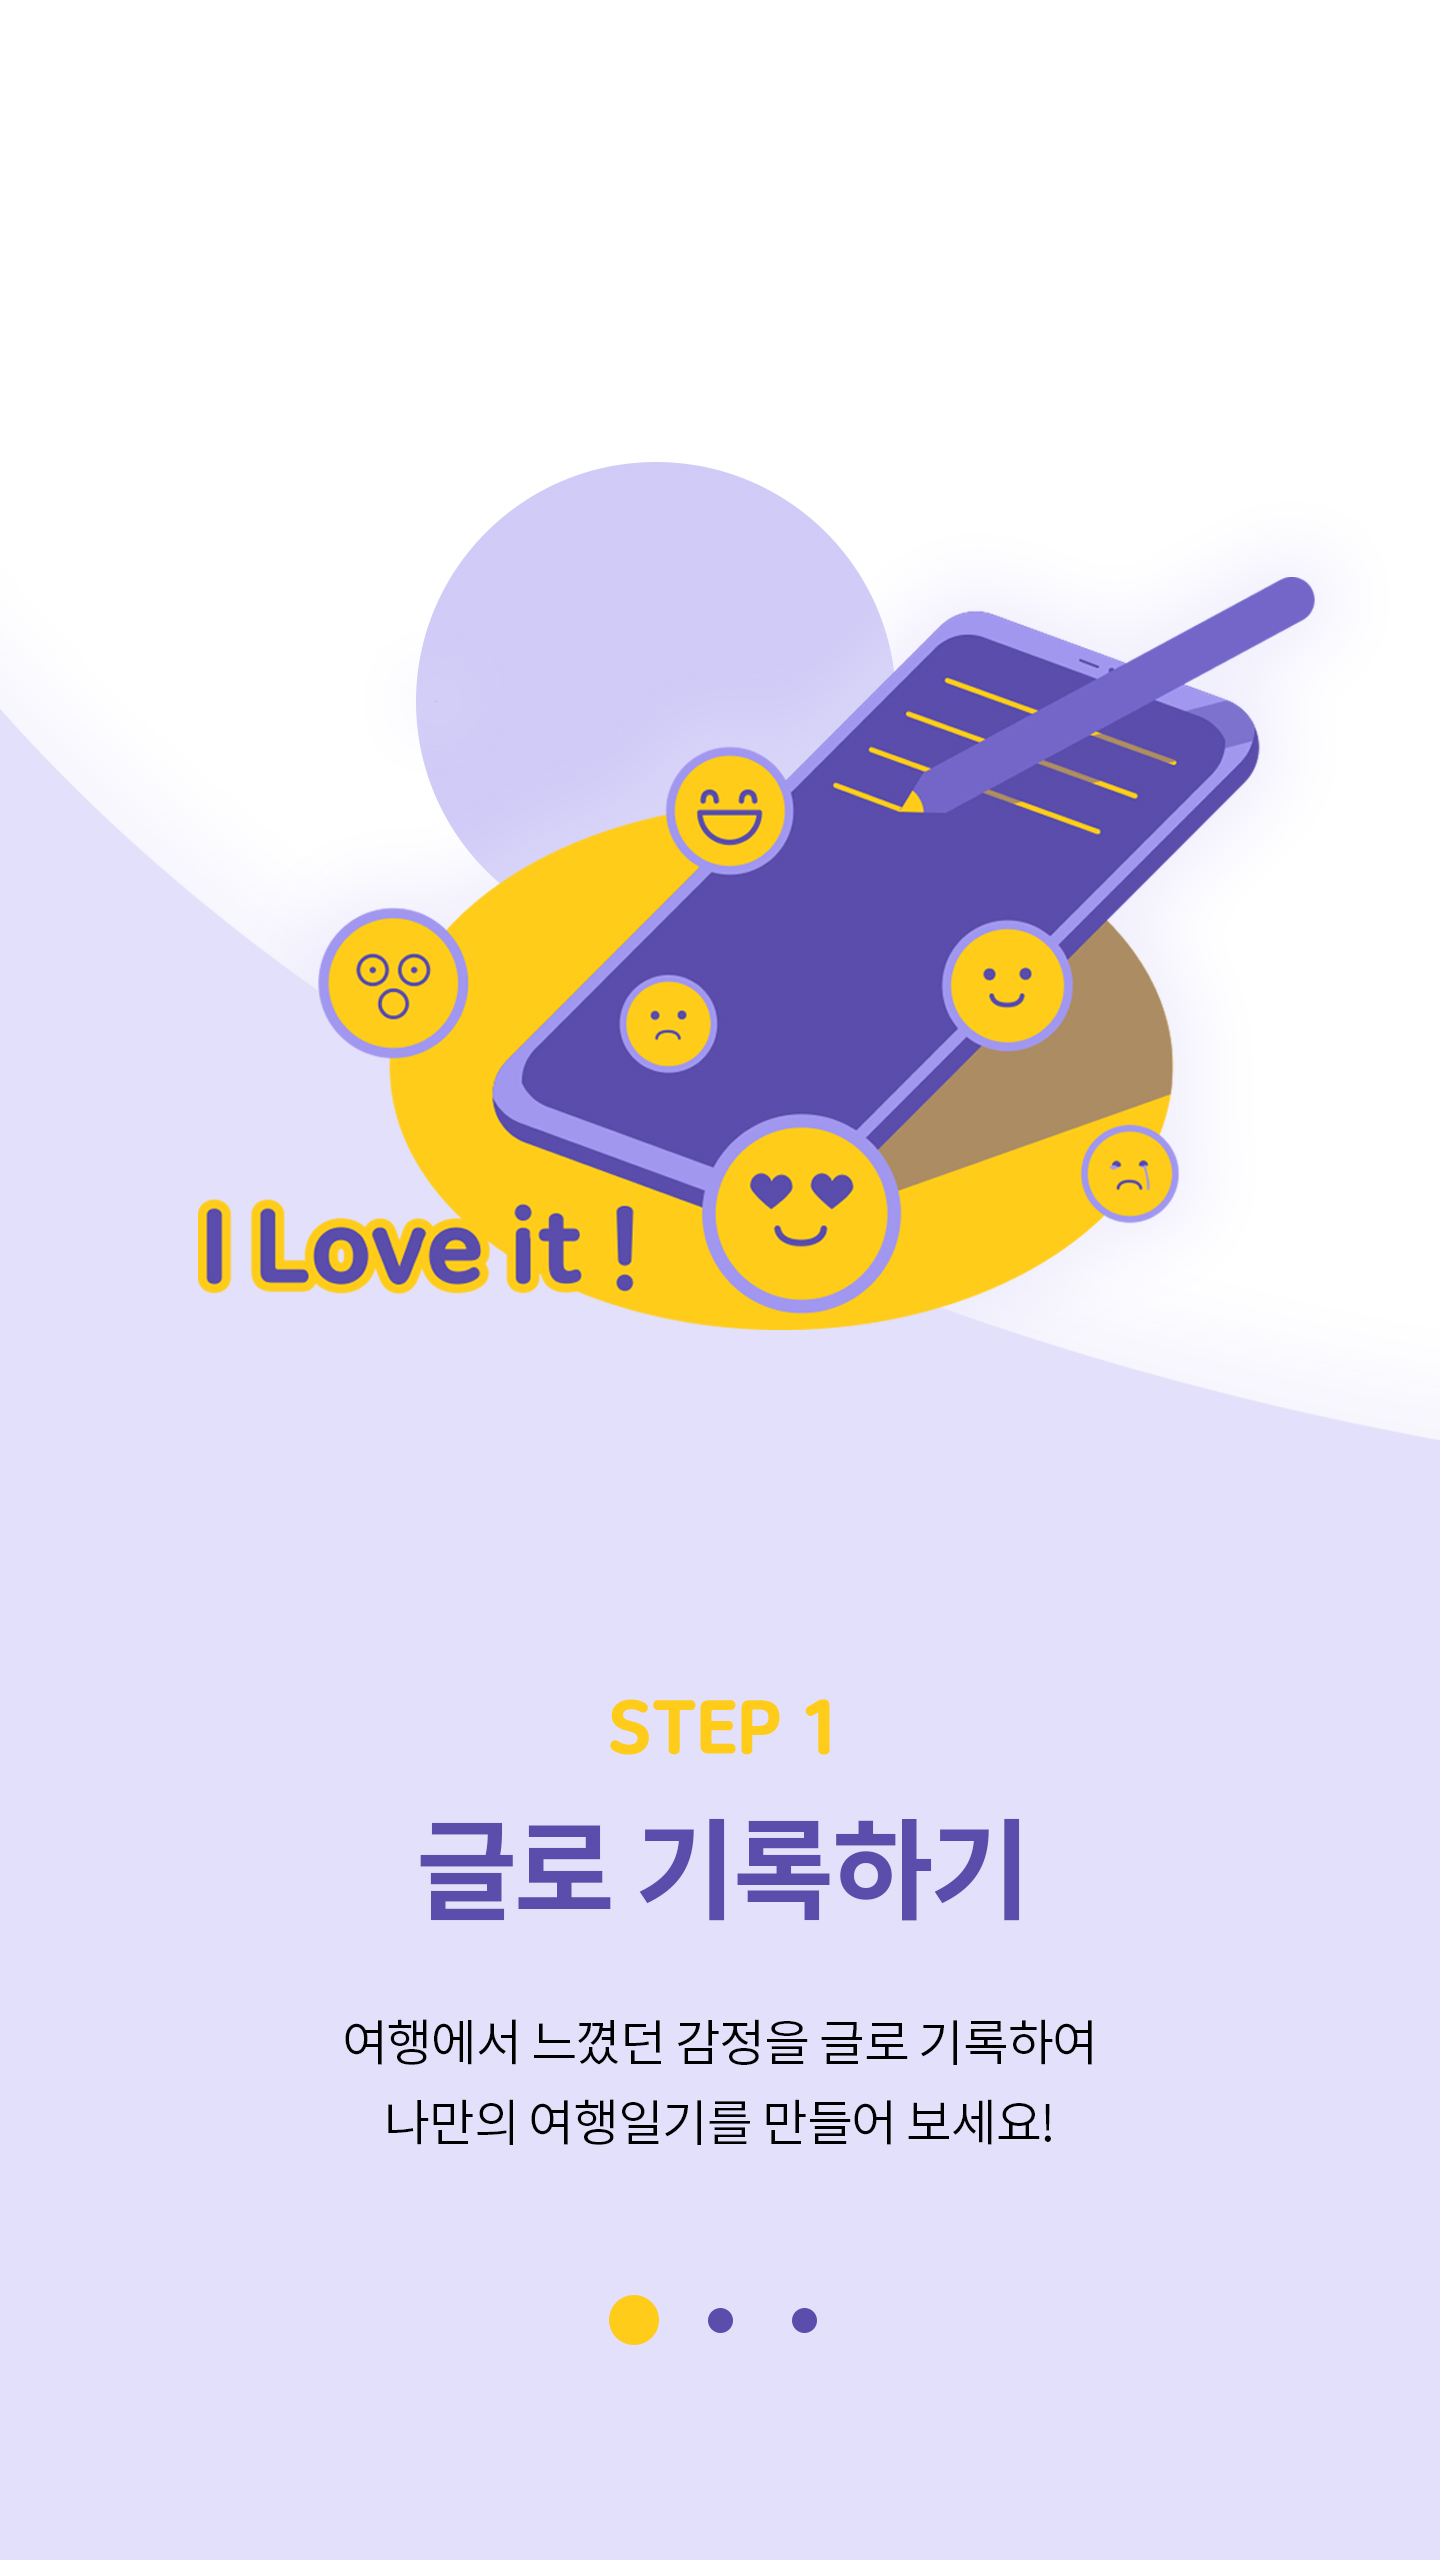 I Love it !
STEP 1
글로 기록하기
여행에서 느꼈던 감정을 글로 기록하여
나만의 여행일기를 만들어 보세요!